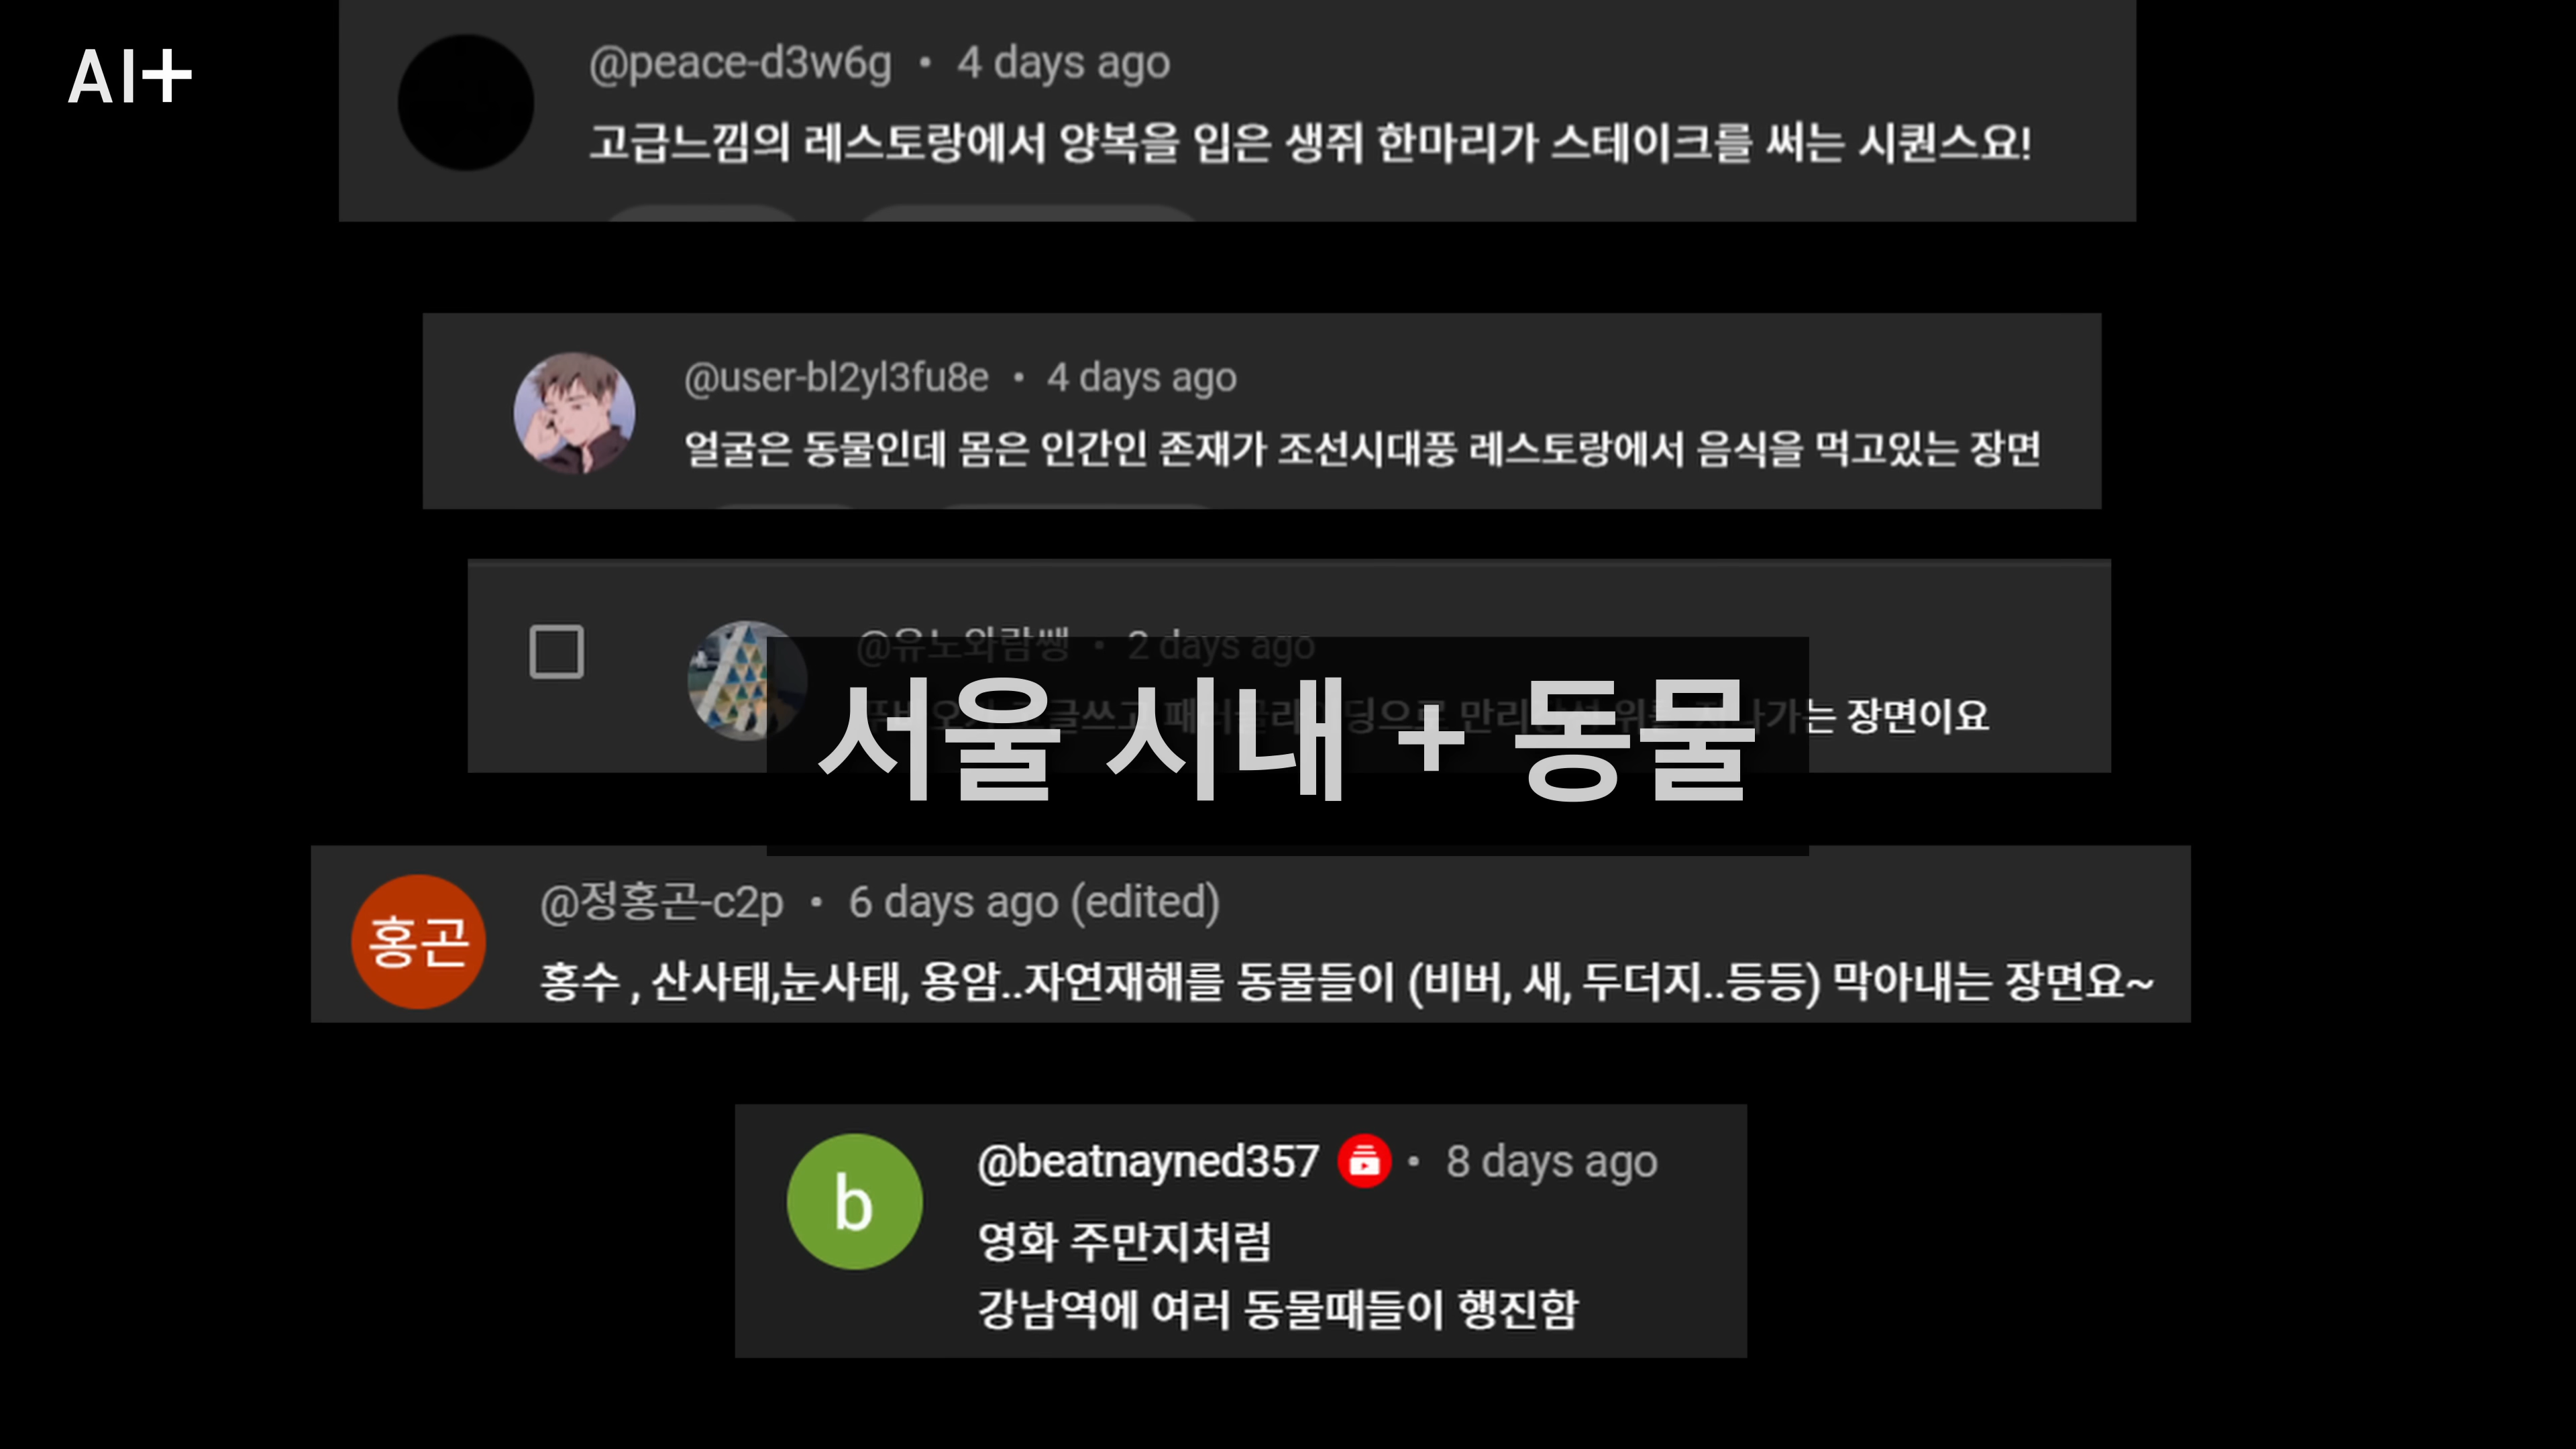 AI+
@peace-d3w6g • 4 days ago
고급느낌의 레스토랑에서 양복을 입은 생쥐 한마리가 스테이크를 써는 시퀀스요!
@user-bl2yl3fu8e • 4 days ago
얼굴은 동물인데 몸은 인간인 존재가 조선시대풍 레스토랑에서 음식을 먹고있는 장면
@유노와람쌩 • 2 days ago
장면이요
서울 시내 + 동물
홍곤
@정홍곤-c2p • 6 days ago (edited)
홍수 , 산사태,눈사태, 용암..자연재해를 동물들이 (비버, 새, 두더지..등등) 막아내는 장면요~
b
@beatnayned357 • 8 days ago
영화 주만지처럼
강남역에 여러 동물때들이 행진함